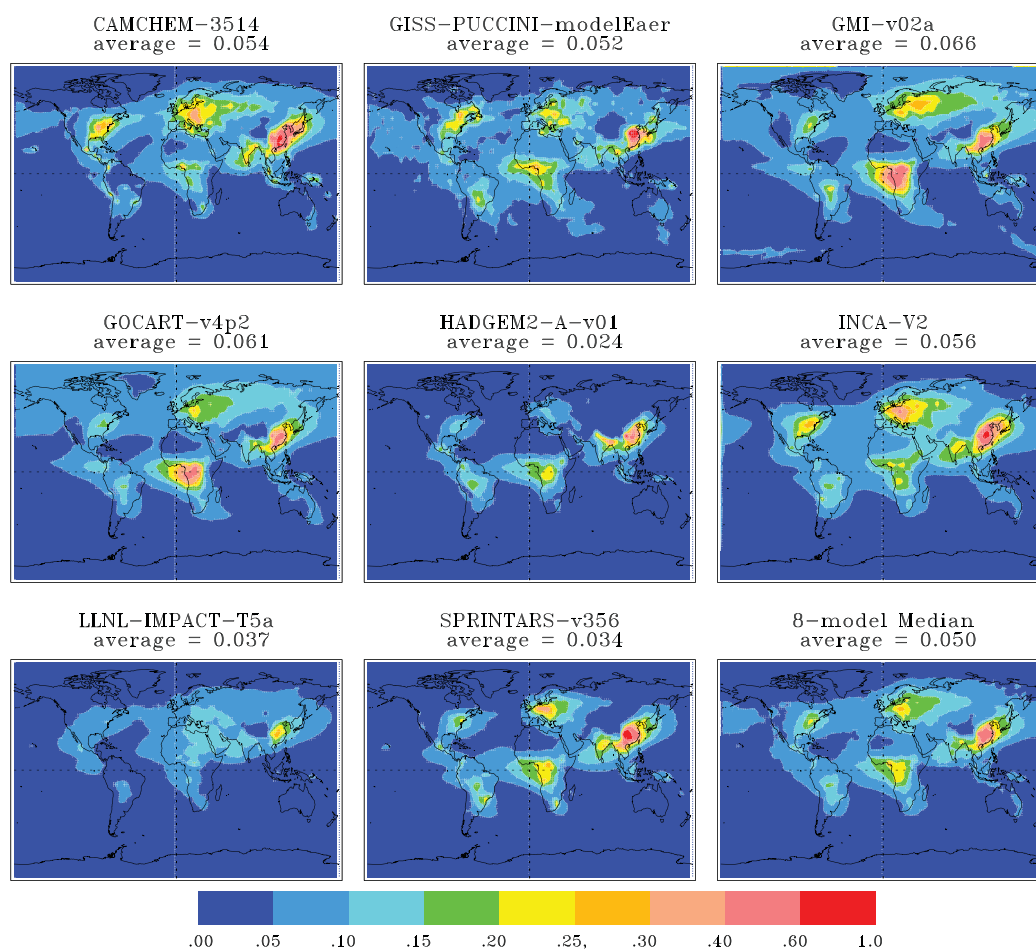 CAMCHEM-3514 GISS-PUCCINI-modelEaer GMI-v02a
average = 0.054 average = 0.052 average = 0.066
GOCART-v4p2 HADGEM2-A-v01 INCA-V2
average = 0.061 average = 0.024 average = 0.056
LLNL-IMPACT-T5a SPRINTARS-v356 8-model Median
average = 0.037 average = 0.034 average = 0.050
.00 .05 .10 .15 .20 .25, .30 .40 .60 1.0